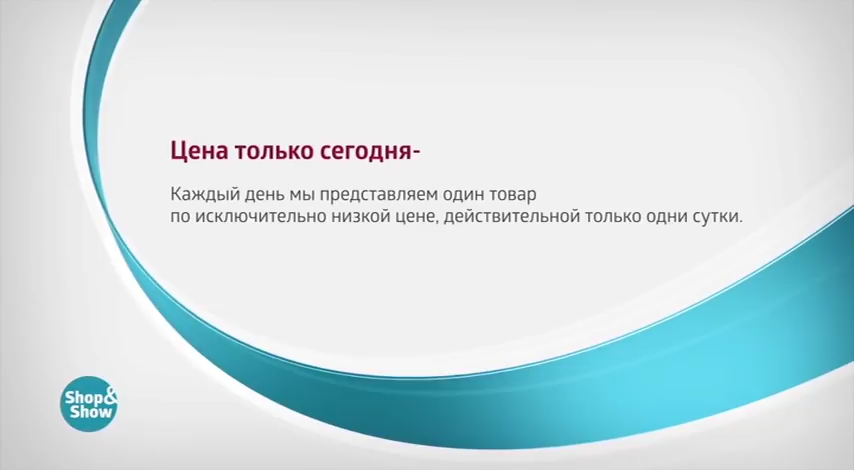 Цена только сегодня-
Каждый день мы представляем один товар
по исключительно низкой цене, действительной только одни сутки.
Shop&
Show